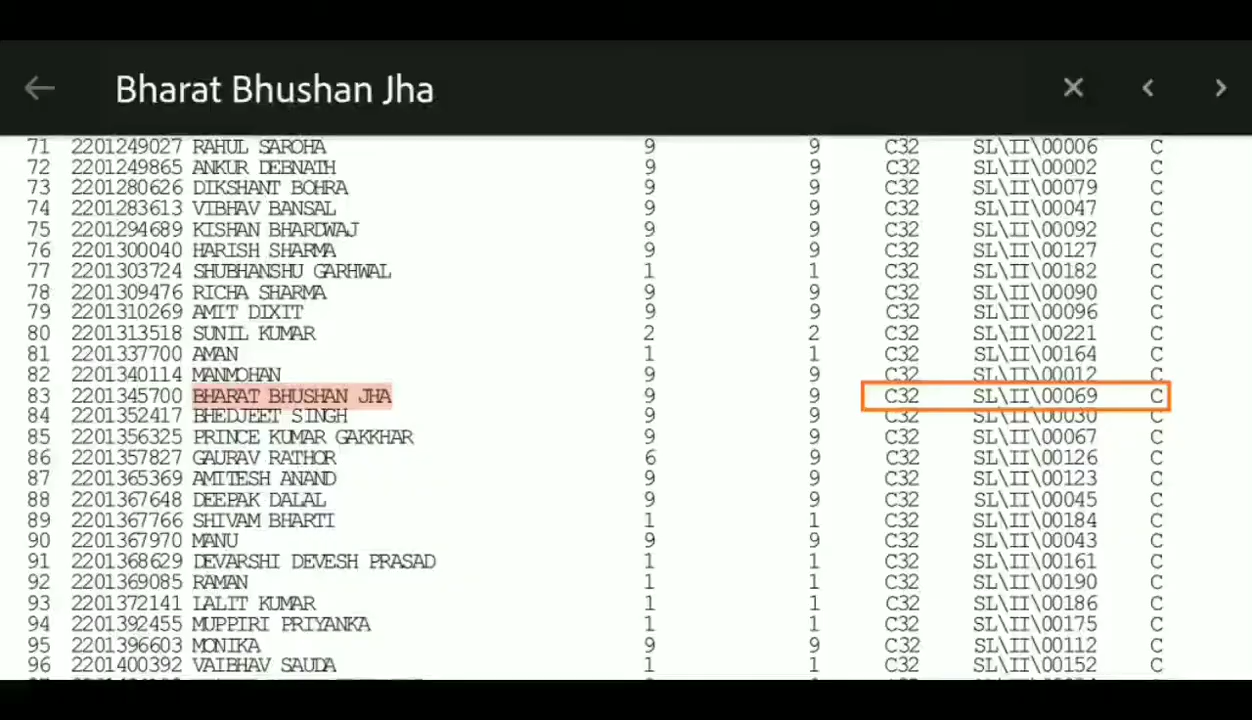 Bharat Bhushan Jha
71 2201249027 RAHUL SAROHA 9 9 C32 SL\II\00006 C
72 2201249865 ANKUR DEBNATH 9 9 C32 SL\II\00002 C
73 2201280626 DIKSHANT BOHRA 9 9 C32 SL\II\00079 C
74 2201283613 VIBHAV BANSAL 9 9 C32 SL\II\00047 C
75 2201294689 KISHAN BHARDWAJ 9 9 C32 SL\II\00092 C
76 2201300040 HARISH SHARMA 9 9 C32 SL\II\00127 C
77 2201303724 SHUBHANSHU GARHWAL 1 1 C32 SL\II\00182 C
78 2201309476 RICHA SHARMA 9 9 C32 SL\II\00090 C
79 2201310269 AMIT DIXIT 9 9 C32 SL\II\00096 C
80 2201313518 SUNIL KUMAR 2 2 C32 SL\II\00221 C
81 2201337700 AMAN 1 1 C32 SL\II\00164 C
82 2201340114 MANMOHAN 9 9 C32 SL\II\00012 C
83 2201345700 BHARAT BHUSHAN JHA 9 9 C32 SL\II\00069 C
84 2201352417 BHEDJEET SINGH 9 9 C32 SL\II\00030 C
85 2201356325 PRINCE KUMAR GAKKHAR 9 9 C32 SL\II\00067 C
86 2201357827 GAURAV RATHOR 6 9 C32 SL\II\00126 C
87 2201365369 AMITESH ANAND 9 9 C32 SL\II\00123 C
88 2201367648 DEEPAK DALAL 9 9 C32 SL\II\00045 C
89 2201367766 SHIVAM BHARTI 1 1 C32 SL\II\00184 C
90 2201367970 MANU 9 9 C32 SL\II\00043 C
91 2201368629 DEVARSHI DEVESH PRASAD 1 1 C32 SL\II\00161 C
92 2201369085 RAMAN 1 1 C32 SL\II\00190 C
93 2201372141 LALIT KUMAR 1 1 C32 SL\II\00186 C
94 2201392455 MUPPIRI PRIYANKA 1 1 C32 SL\II\00175 C
95 2201396603 MONIKA 9 9 C32 SL\II\00112 C
96 2201400392 VAIBHAV SAUDA 1 1 C32 SL\II\00152 C